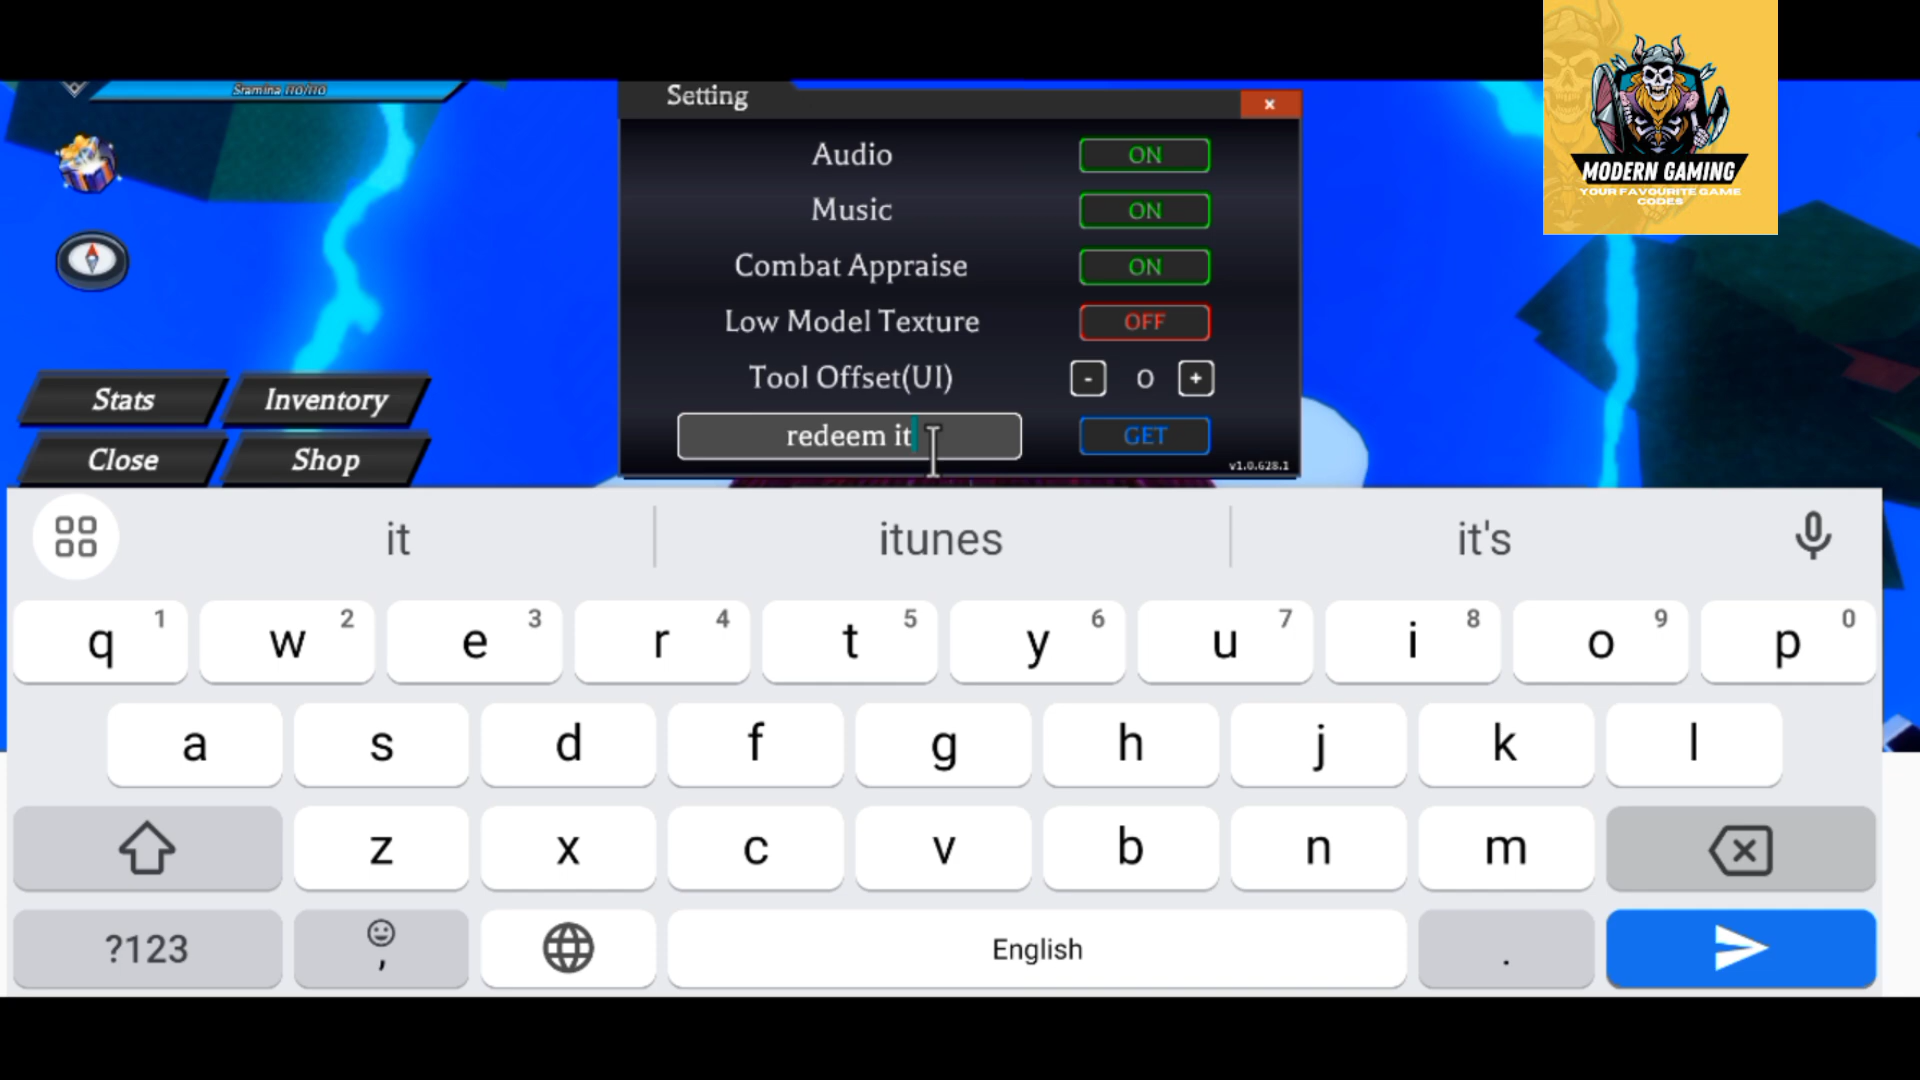 Stamina 110/110
Setting
Audio ON
Music ON
Combat Appraise ON
Low Model Texture OFF
Tool Offset(UI) - 0 +
redeem it GET
v1.0.628.1
Stats Inventory
Close Shop
MODERN GAMING
YOUR FAVOURITE GAME
CODES
it itunes it's
q 1 w 2 e 3 r 4 t 5 y 6 u 7 i 8 o 9 p 0
a s d f g h j k l
z x c v b n m
?123 , English .